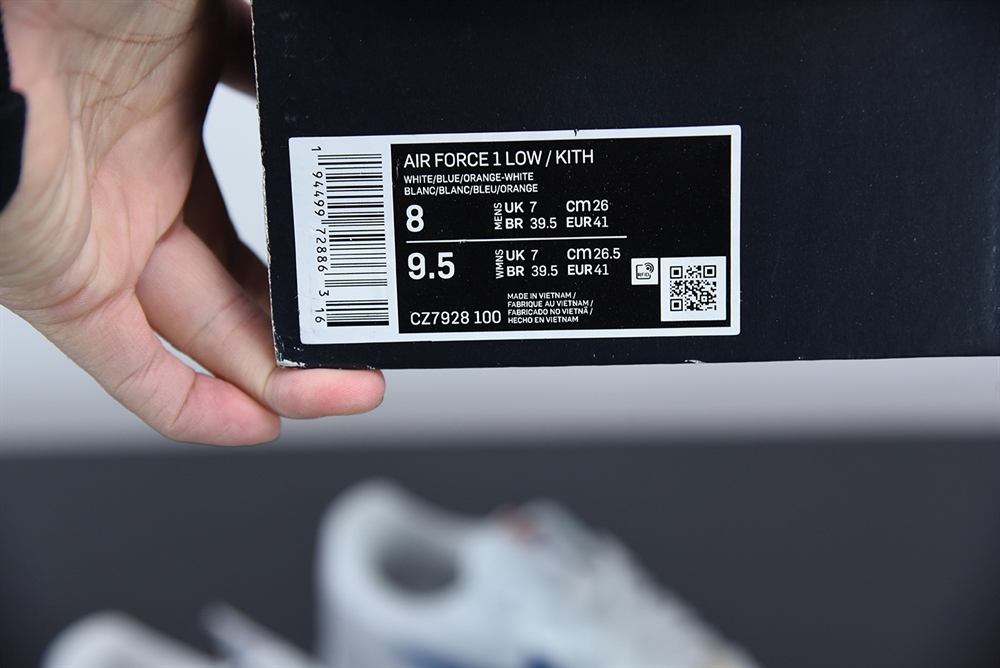 AIR FORCE 1 LOW / KITH
WHITE/BLUE/ORANGE-WHITE
BLANC/BLANC/BLEU/ORANGE
8 MENS UK 7 cm 26
BR 39.5 EUR 41
9.5 WMNS UK 7 cm 26.5
BR 39.5 EUR 41
RFID
MADE IN VIETNAM /
FABRIQUE AU VIETNAM /
FABRICADO NO VIETNÃ /
CZ7928 100 HECHO EN VIETNAM
1 94499 72886 3 16